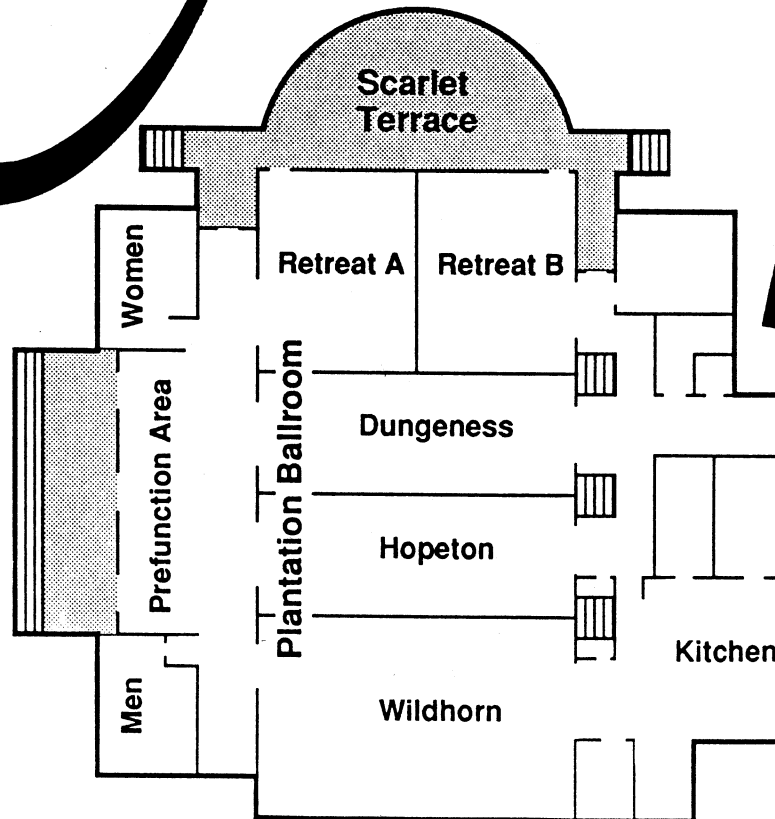 Scarlet
Terrace
Women
Retreat A
Retreat B
Prefunction Area
Plantation Ballroom
Dungeness
Hopeton
Kitchen
Men
Wildhorn